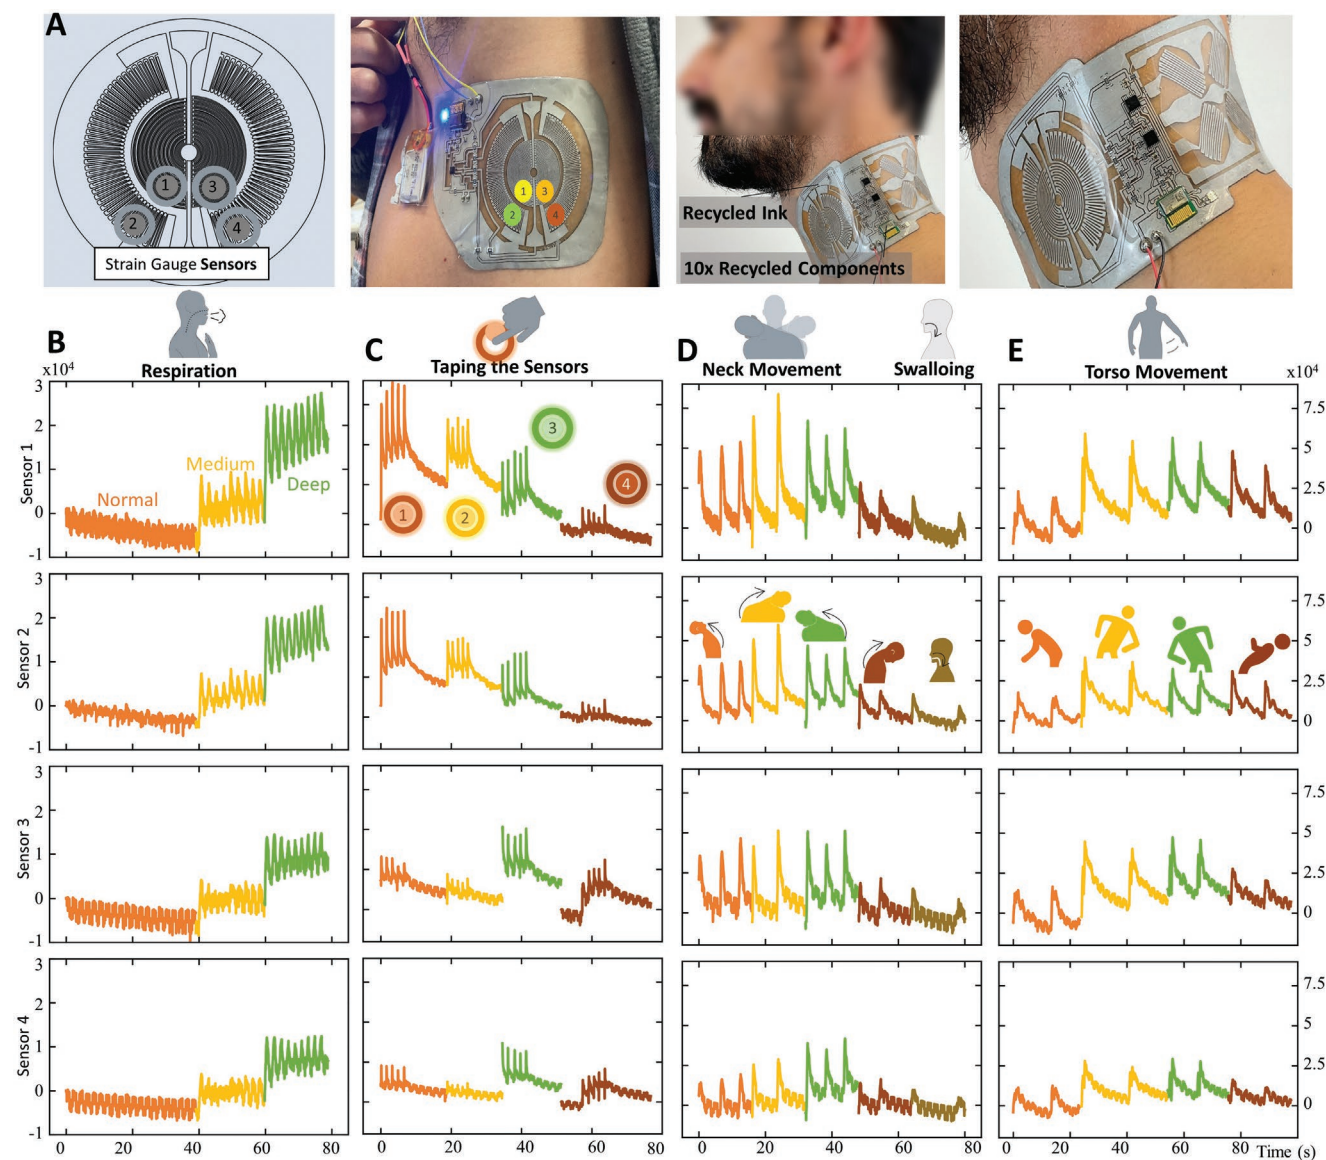 A
1
3
2
4
Strain Gauge Sensors
1
3
2
4
Recycled Ink
10x Recycled Components
B
C
D
E
Respiration
Taping the Sensors
Neck Movement
Swalloing
Torso Movement
x10⁴
x10⁴
Sensor 1
3
2
1
0
-1
Normal
Medium
Deep
1
2
3
4
7.5
5
2.5
0
Sensor 2
3
2
1
0
-1
7.5
5
2.5
0
Sensor 3
3
2
1
0
-1
7.5
5
2.5
0
Sensor 4
3
2
1
0
-1
7.5
5
2.5
0
0 20 40 60 80
0 20 40 60 80
0 20 40 60 80
0 20 40 60 80
Time (s)